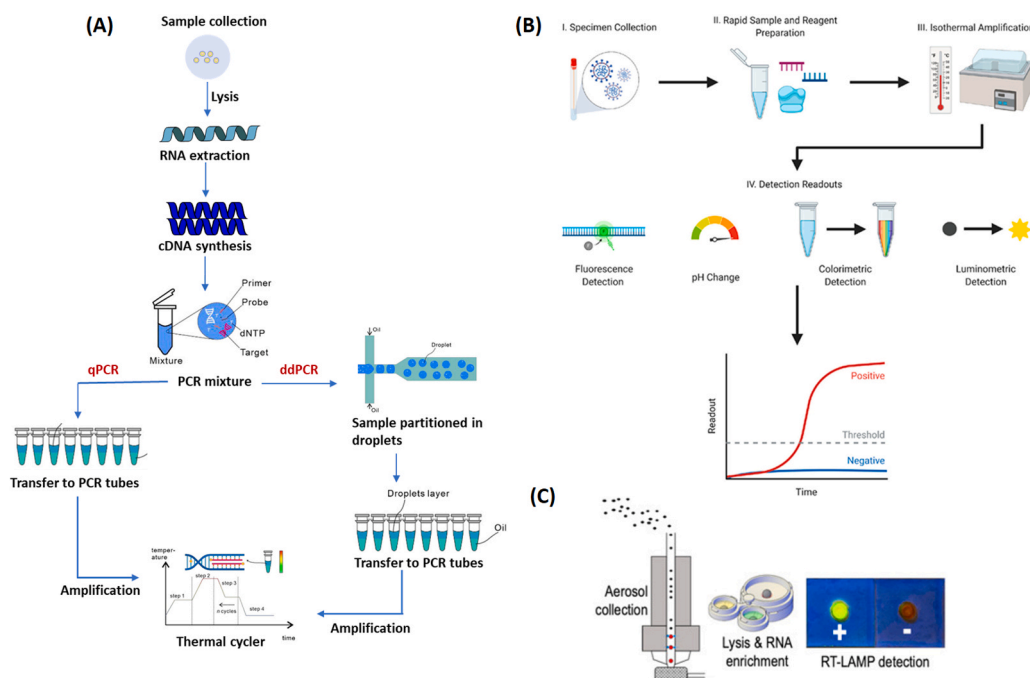 (A)
Sample collection
Lysis
RNA extraction
cDNA synthesis
Primer
Probe
dNTP
Target
Mixture
qPCR
PCR mixture
ddPCR
Oil
Droplet
Oil
Sample partitioned in
droplets
Transfer to PCR tubes
Droplets layer
Oil
Transfer to PCR tubes
Amplification
temper-
ature
step 1
step 2
step 3
n cycles
step 4
time
Thermal cycler
Amplification
(B)
I. Specimen Collection
II. Rapid Sample and Reagent
Preparation
III. Isothermal Amplification
°F
°C
IV. Detection Readouts
Fluorescence
Detection
pH Change
Colorimetric
Detection
Luminometric
Detection
Readout
Positive
Threshold
Negative
Time
(C)
Aerosol
collection
Lysis & RNA
enrichment
+
-
RT-LAMP detection